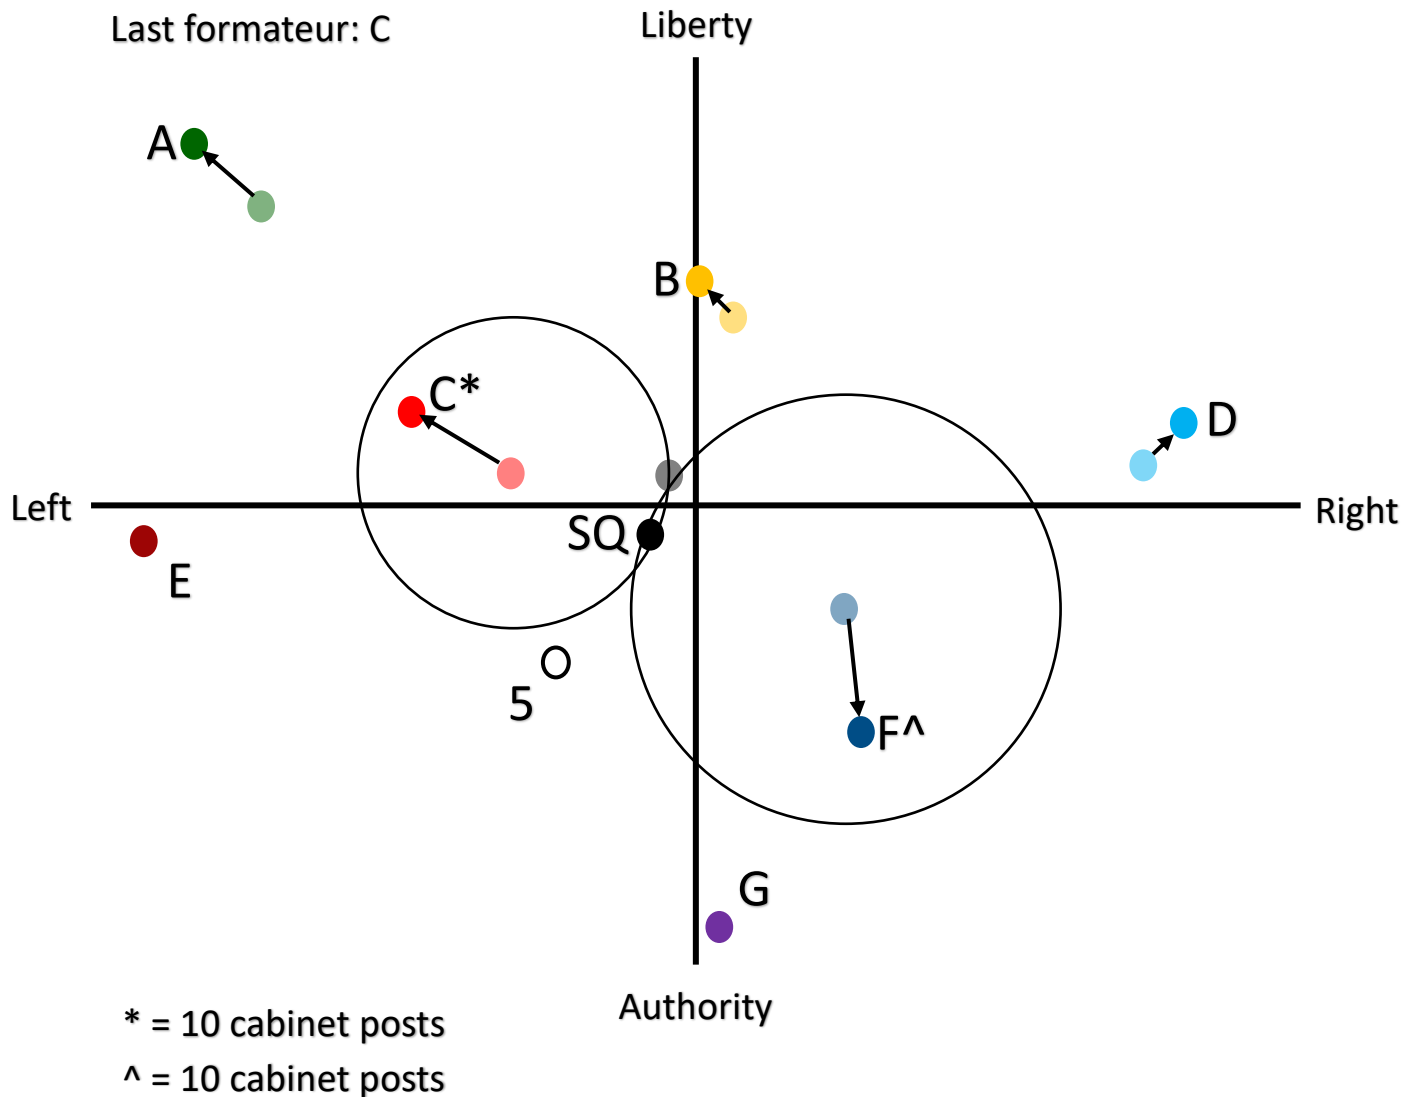 Last formateur: C
Liberty
A
B
C*
D
Left
Right
SQ
E
5
F^
G
Authority
* = 10 cabinet posts
^ = 10 cabinet posts